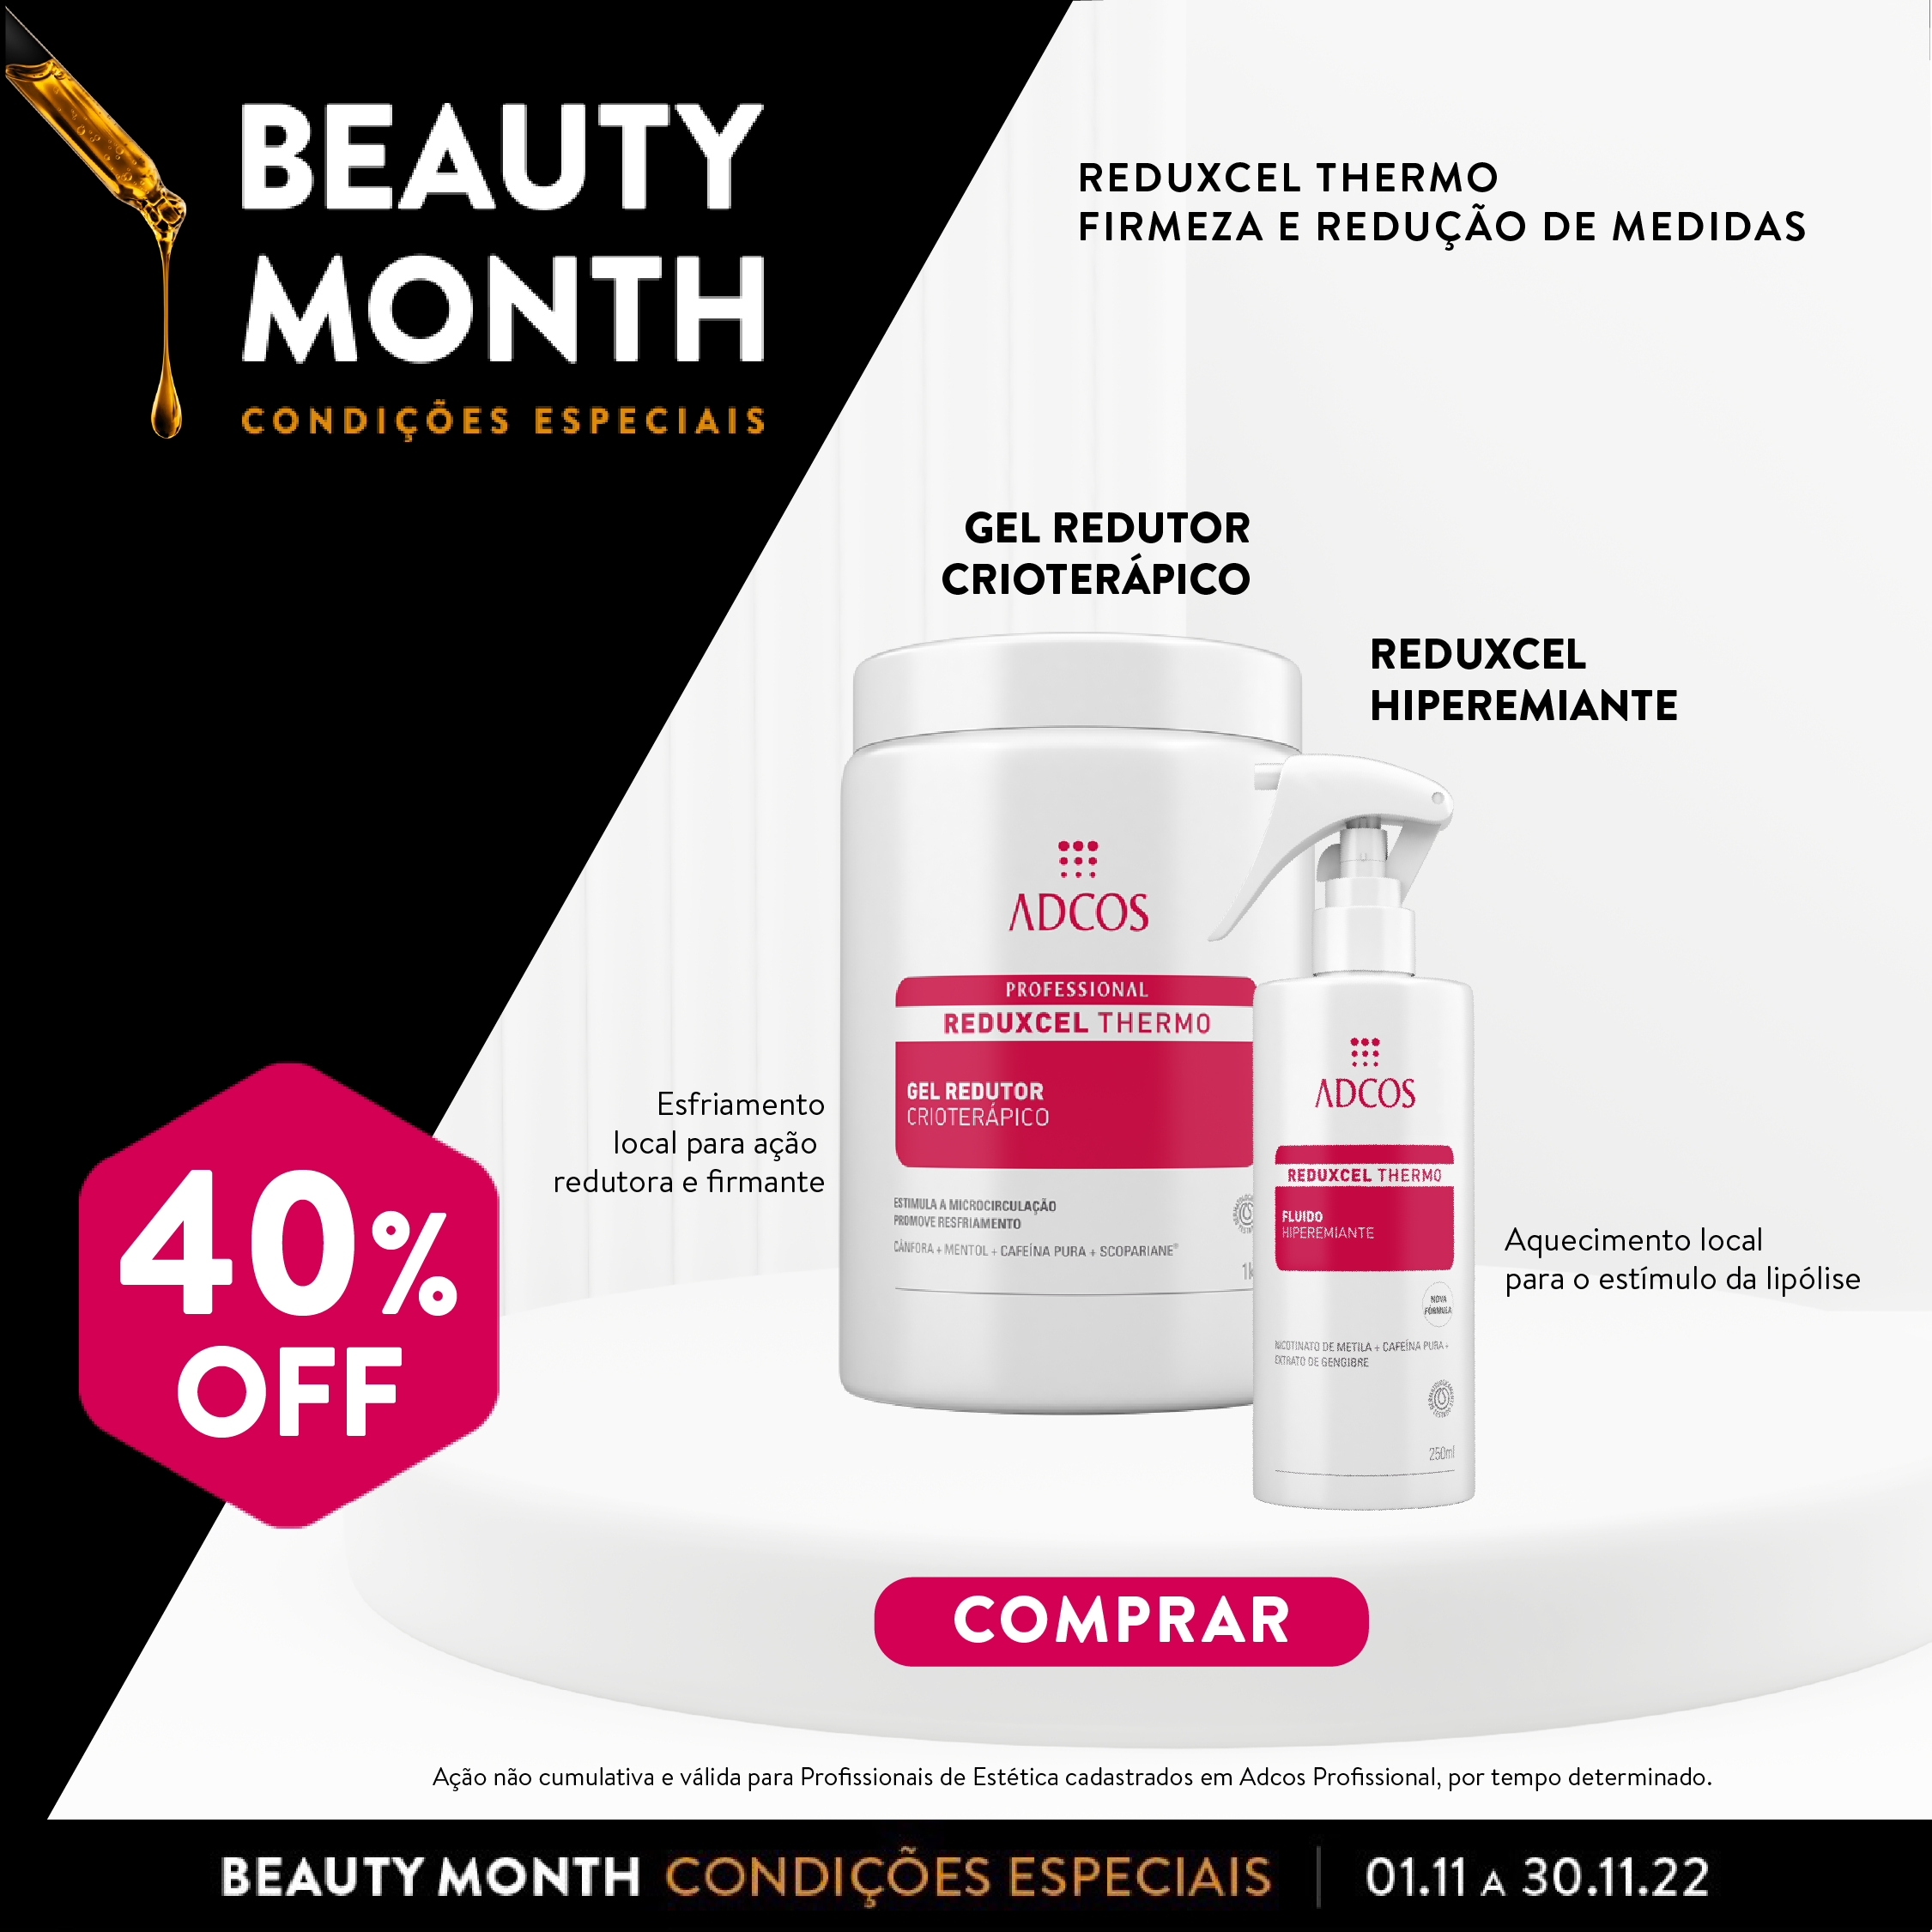 BEAUTY
MONTH
CONDIÇÕES ESPECIAIS
REDUXCEL THERMO
FIRMEZA E REDUÇÃO DE MEDIDAS
GEL REDUTOR
CRIOTERÁPICO
REDUXCEL
HIPEREMIANTE
ADCOS
PROFESSIONAL
REDUXCEL THERMO
GEL REDUTOR
CRIOTERÁPICO
ESTIMULA A MICROCIRCULAÇÃO
PROMOVE RESFRIAMENTO
CÂNFORA + MENTOL + CAFEÍNA PURA + SCOPARIANE®
ADCOS
REDUXCEL THERMO
FLUIDO
HIPEREMIANTE
NOVA
FÓRMULA
NICOTINATO DE METILA + CAFEÍNA PURA +
EXTRATO DE GENGIBRE
250ml
Esfriamento
local para ação
redutora e firmante
Aquecimento local
para o estímulo da lipólise
40%
OFF
COMPRAR
Ação não cumulativa e válida para Profissionais de Estética cadastrados em Adcos Profissional, por tempo determinado.
BEAUTY MONTH CONDIÇÕES ESPECIAIS | 01.11 A 30.11.22